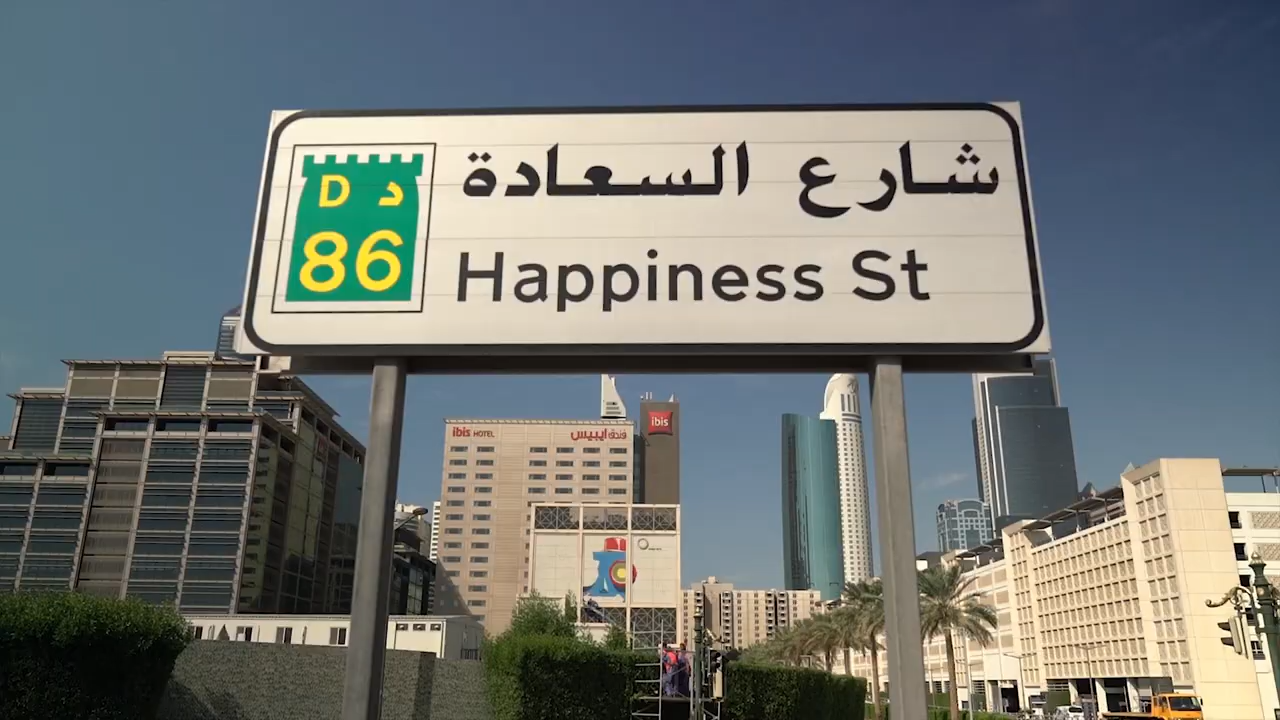 شارع السعادة
D د
86
Happiness St
ibis HOTEL
فندق ايبيس
ibis